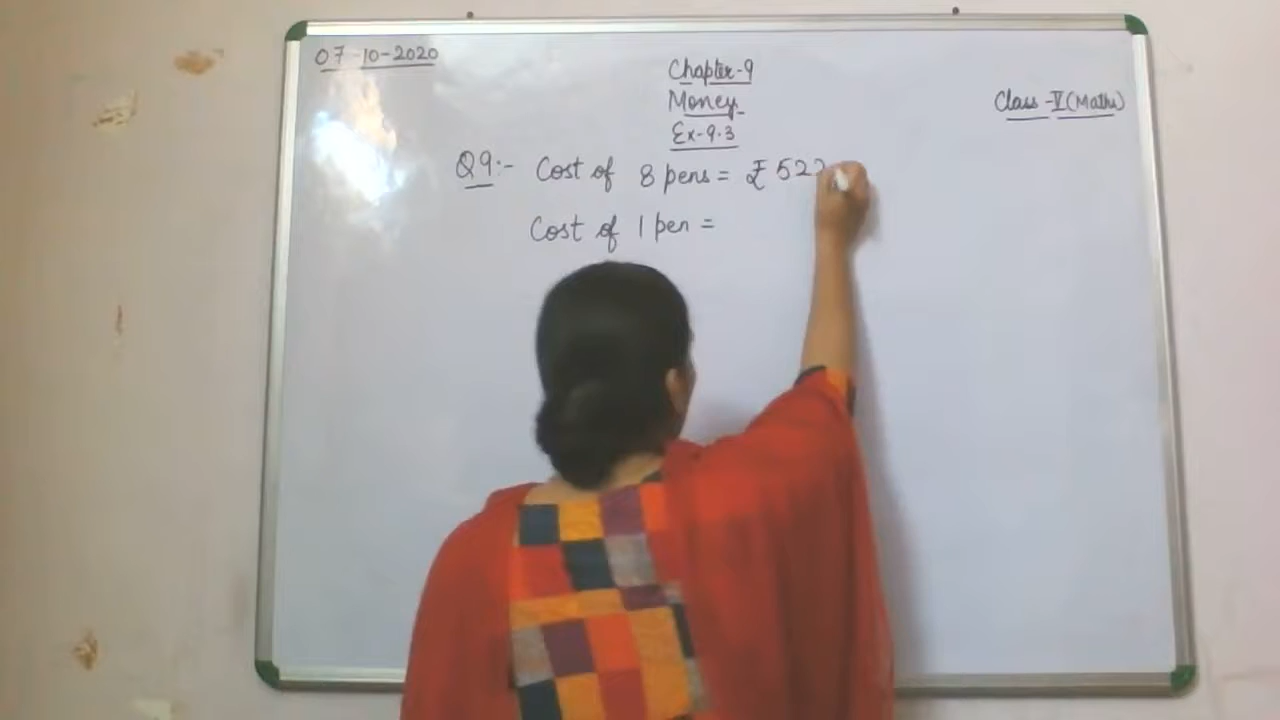 07-10-2020
Chapter-9
Money
Class -V (Maths)
Ex-9.3
Q9:- Cost of 8 pens = ₹ 522
Cost of 1 pen =